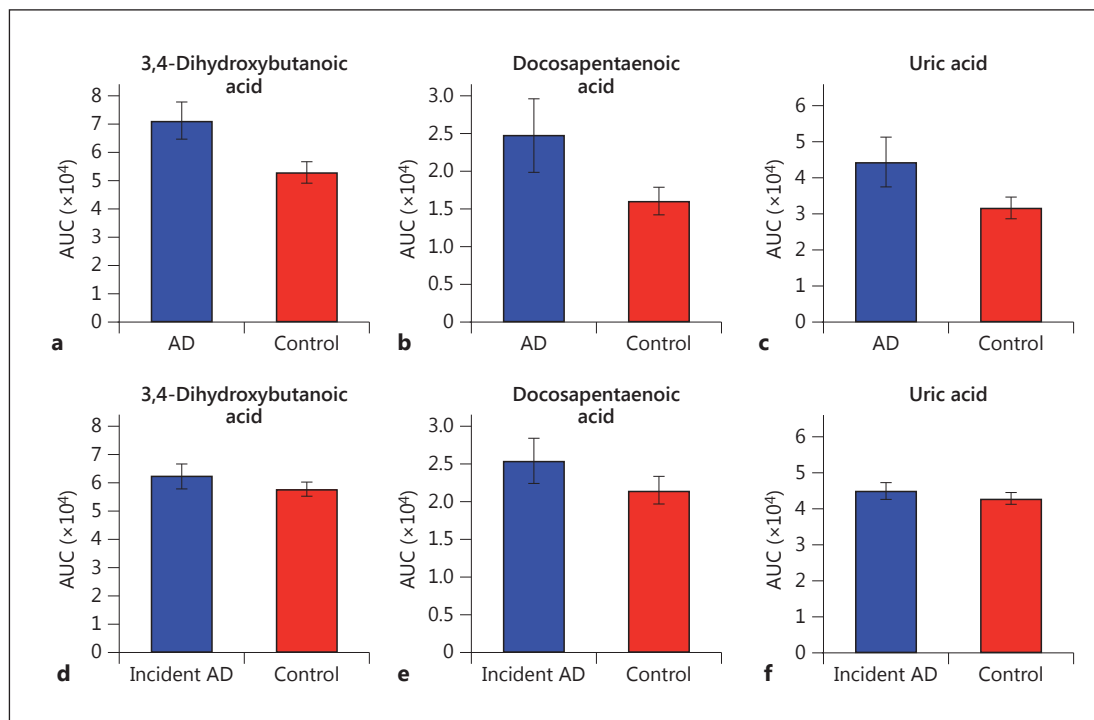 3,4-Dihydroxybutanoic
acid
8
7
6
5
4
3
2
1
0
AUC (×10⁴)
AD
Control
a
Docosapentaenoic
acid
3.0
2.5
2.0
1.5
1.0
0.5
0
AUC (×10⁴)
AD
Control
b
Uric acid
6
5
4
3
2
1
0
AUC (×10⁴)
AD
Control
c
3,4-Dihydroxybutanoic
acid
8
7
6
5
4
3
2
1
0
AUC (×10⁴)
Incident AD
Control
d
Docosapentaenoic
acid
3.0
2.5
2.0
1.5
1.0
0.5
0
AUC (×10⁴)
Incident AD
Control
e
Uric acid
6
5
4
3
2
1
0
AUC (×10⁴)
Incident AD
Control
f